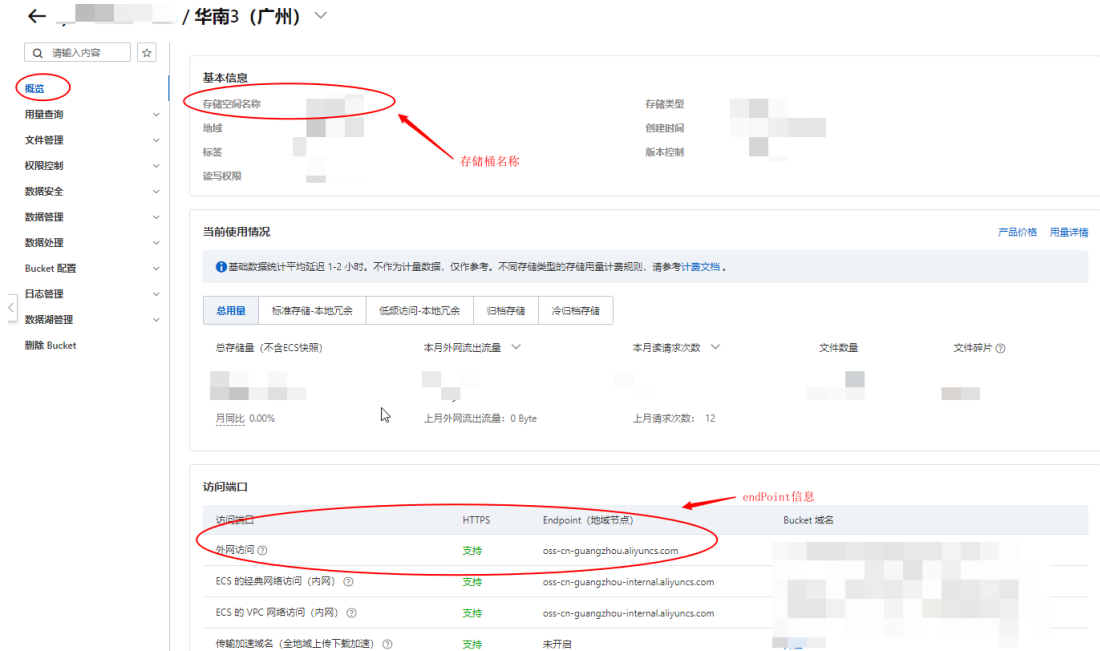 / 华南3（广州）
请输入内容
概览
用量查询
文件管理
权限控制
数据安全
数据管理
数据处理
Bucket 配置
日志管理
数据湖管理
删除 Bucket
基本信息
存储空间名称
存储类型
地域
创建时间
标签
版本控制
读写权限
存储桶名称
当前使用情况
产品价格 用量详情
基础数据统计平均延迟 1-2 小时。不作为计量数据，仅作参考。不同存储类型的存储用量计费规则，请参考计费文档 。
总用量 标准存储-本地冗余 低频访问-本地冗余 归档存储 冷归档存储
总存储量（不含ECS快照） 本月外网流出流量 本月读请求次数 文件数量 文件碎片
月同比 0.00% 上月外网流出流量：0 Byte 上月请求次数： 12
访问端口
endPoint信息
访问端口 HTTPS Endpoint（地域节点） Bucket 域名
外网访问 支持 oss-cn-guangzhou.aliyuncs.com
ECS 的经典网络访问（内网） 支持 oss-cn-guangzhou-internal.aliyuncs.com
ECS 的 VPC 网络访问（内网） 支持 oss-cn-guangzhou-internal.aliyuncs.com
传输加速域名（全地域上传下载加速） 支持 未开启